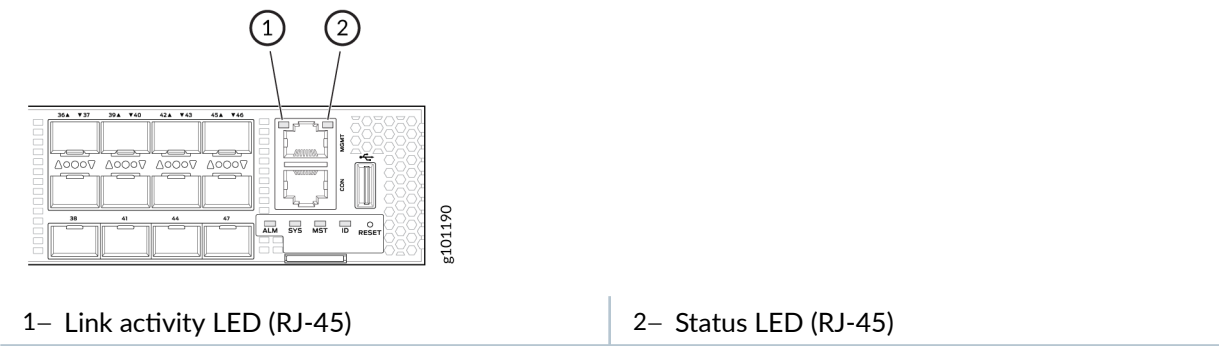 1 2
36▲ ▼37 39▲ ▼40 42▲ ▼43 45▲ ▼46
MGMT
CON
38 41 44 47
ALM SYS MST ID RESET
g101190
1– Link activity LED (RJ-45) 2– Status LED (RJ-45)